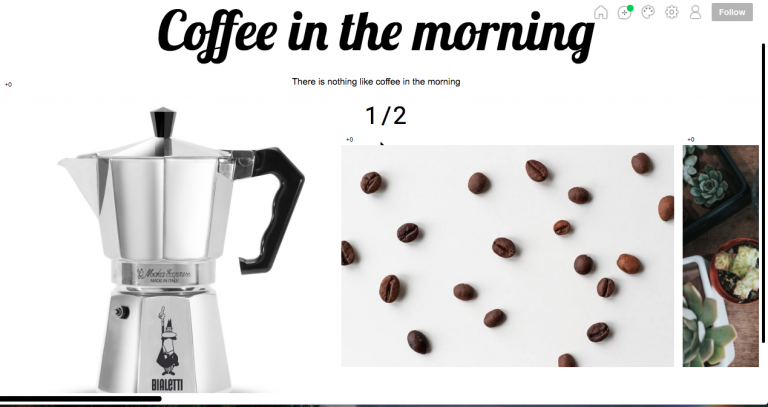 Coffee in the morning
Follow
There is nothing like coffee in the morning
+0
1/2
+0
+0
Moka Express
MADE IN ITALY
BIALETTI